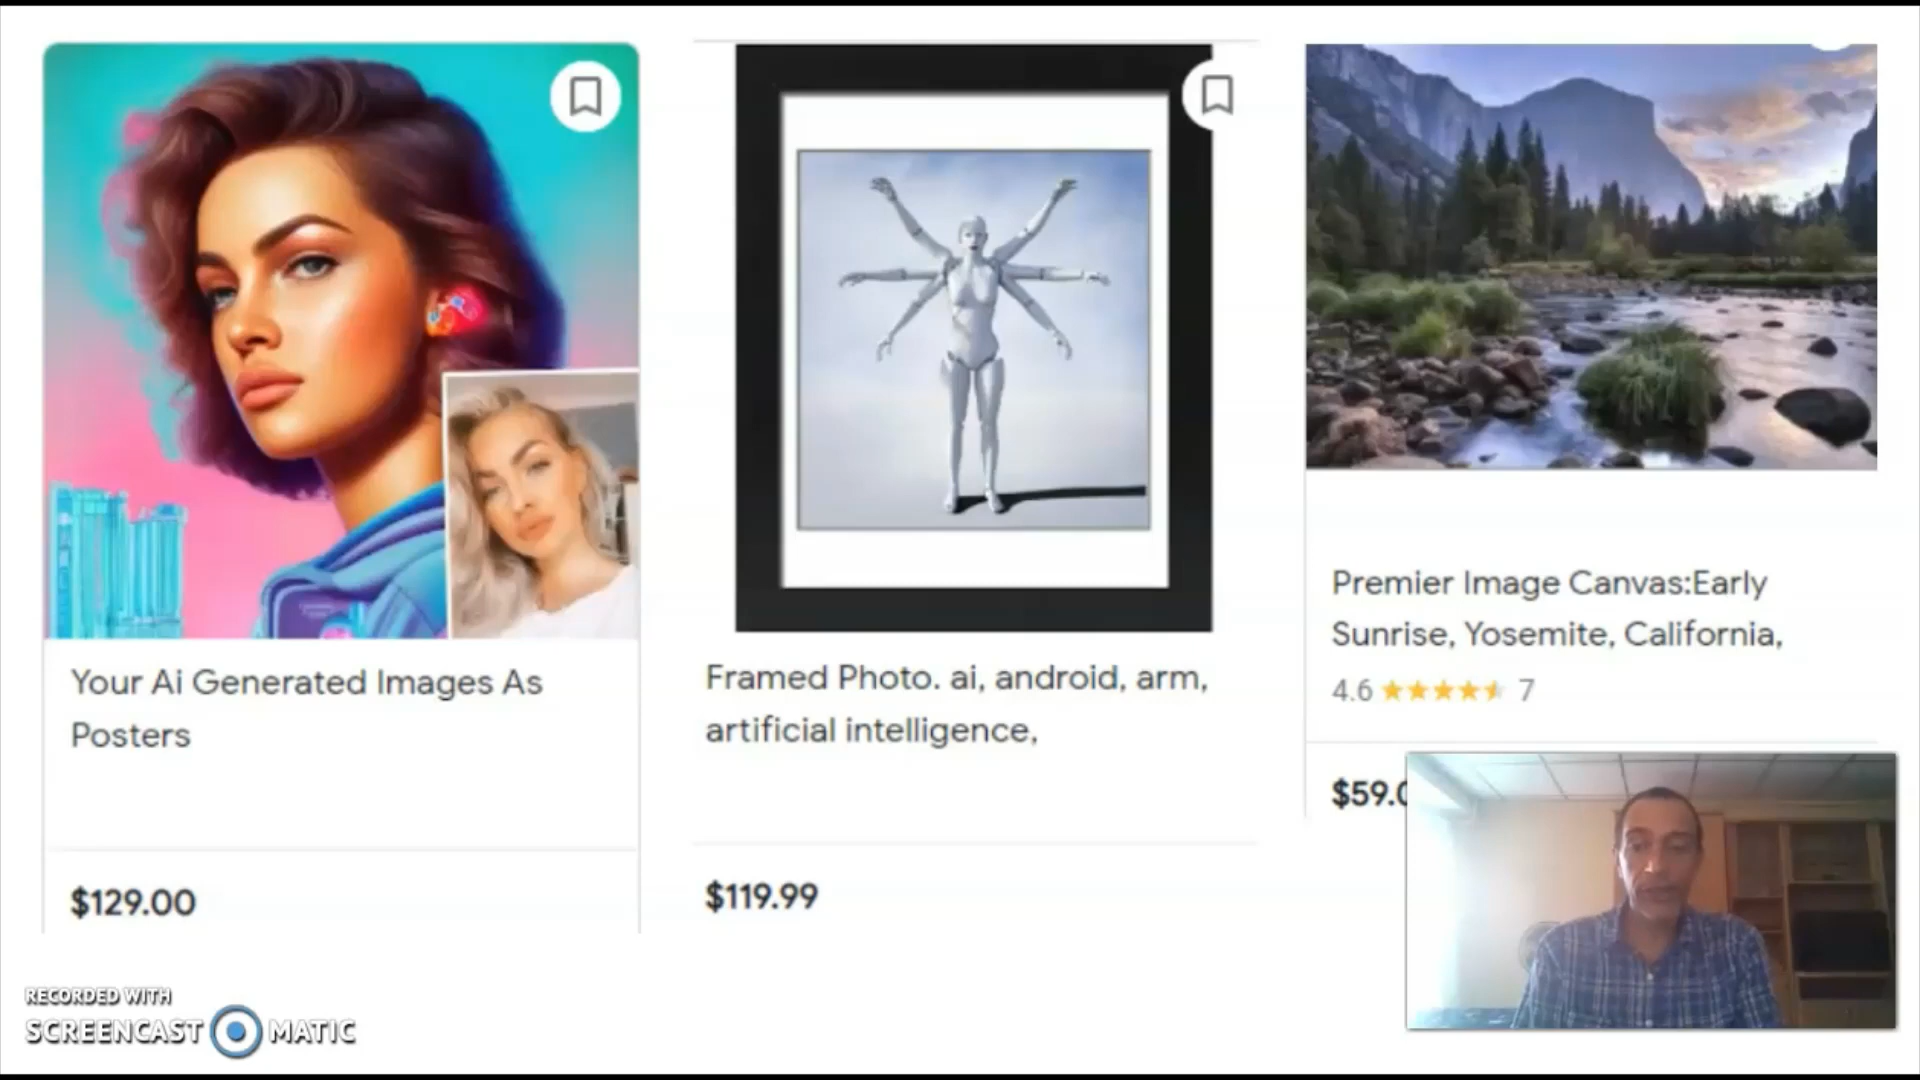 Your Ai Generated Images As
Posters
$129.00
Framed Photo. ai, android, arm,
artificial intelligence,
$119.99
Premier Image Canvas:Early
Sunrise, Yosemite, California,
4.6 7
$59.0
RECORDED WITH
SCREENCAST MATIC